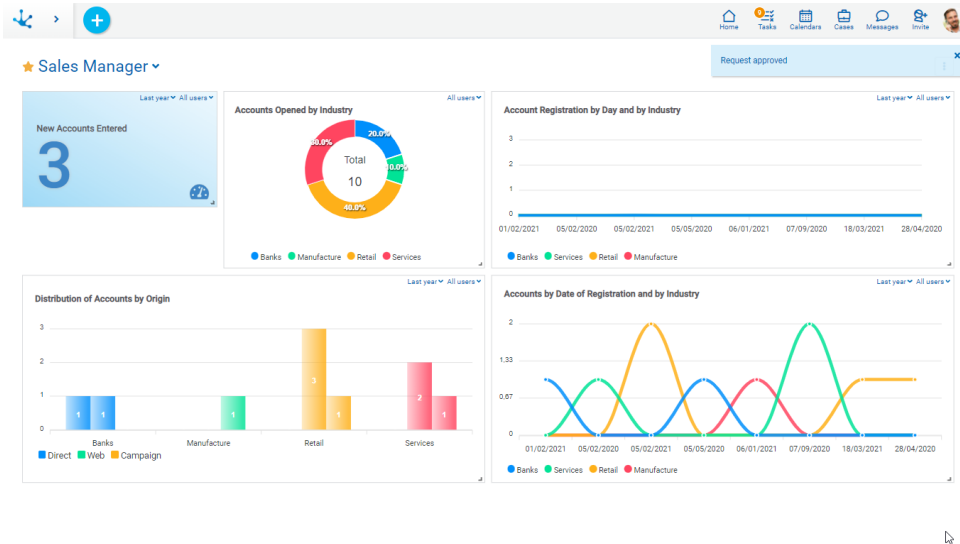 9
Home Tasks Calendars Cases Messages Invite
Request approved
Sales Manager
Last year All users
New Accounts Entered
3
All users
Accounts Opened by Industry
20.0%
10.0%
40.0%
30.0%
Total
10
Banks Manufacture Retail Services
Last year All users
Account Registration by Day and by Industry
3
2
1
0
01/02/2021 05/02/2020 05/02/2021 05/05/2020 06/01/2021 07/09/2020 18/03/2021 28/04/2020
Banks Services Retail Manufacture
Last year All users
Distribution of Accounts by Origin
3
2
1
0
1 1 1 3 1 2 1
Banks Manufacture Retail Services
Direct Web Campaign
Last year All users
Accounts by Date of Registration and by Industry
2
1,33
0,67
0
01/02/2021 05/02/2020 05/02/2021 05/05/2020 06/01/2021 07/09/2020 18/03/2021 28/04/2020
Banks Services Retail Manufacture